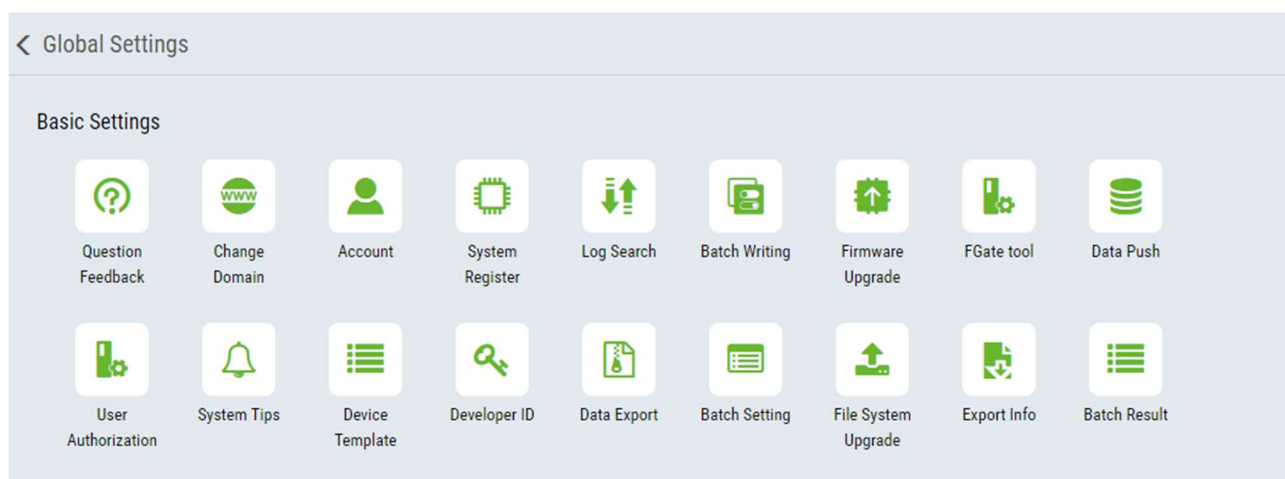 Global Settings
Basic Settings
www
Question Feedback
Change Domain
Account
System Register
Log Search
Batch Writing
Firmware Upgrade
FGate tool
Data Push
User Authorization
System Tips
Device Template
Developer ID
Data Export
Batch Setting
File System Upgrade
Export Info
Batch Result